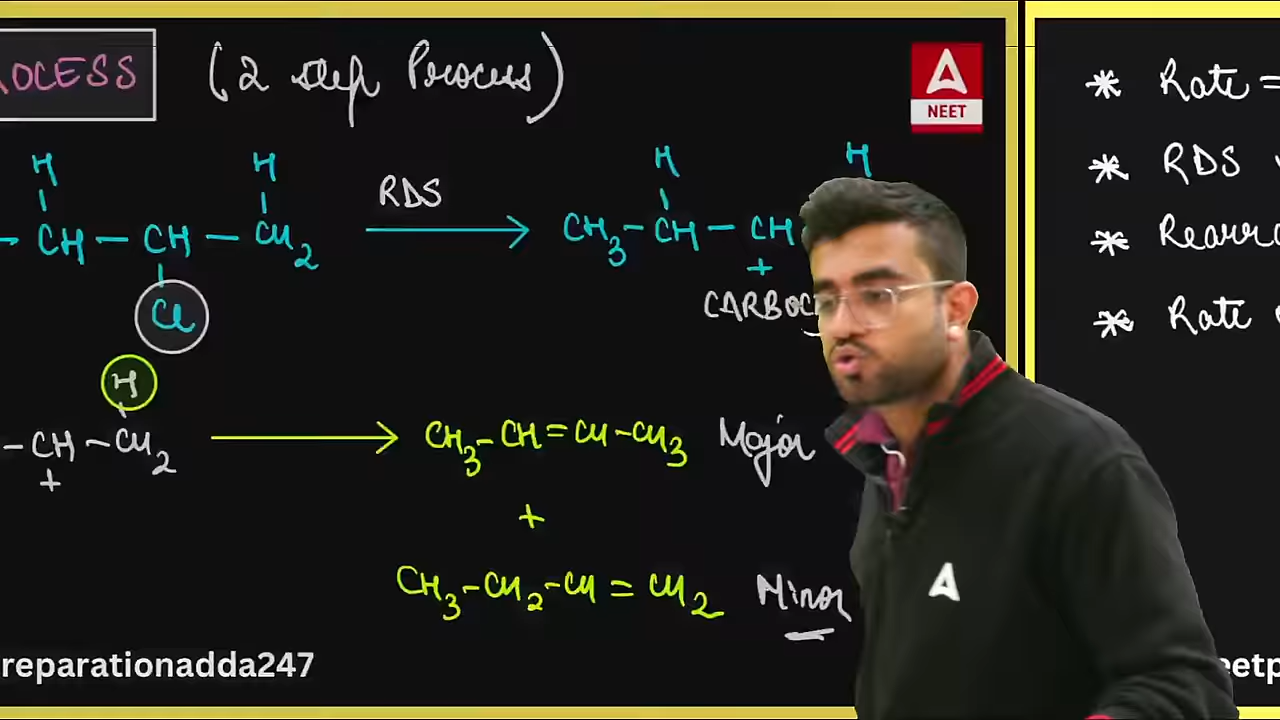 ROCESS (2 step Process)
H H H H
CH – CH – CH2 RDS → CH3 – CH – CH
Cl + CARBOC
H
– CH – CH2 → CH3 – CH = CH – CH3 Major
+ +
CH3 – CH2 – CH = CH2 Minor
reparationadda247
NEET
* Rate =
* RDS
* Rearra
* Rate
eetp